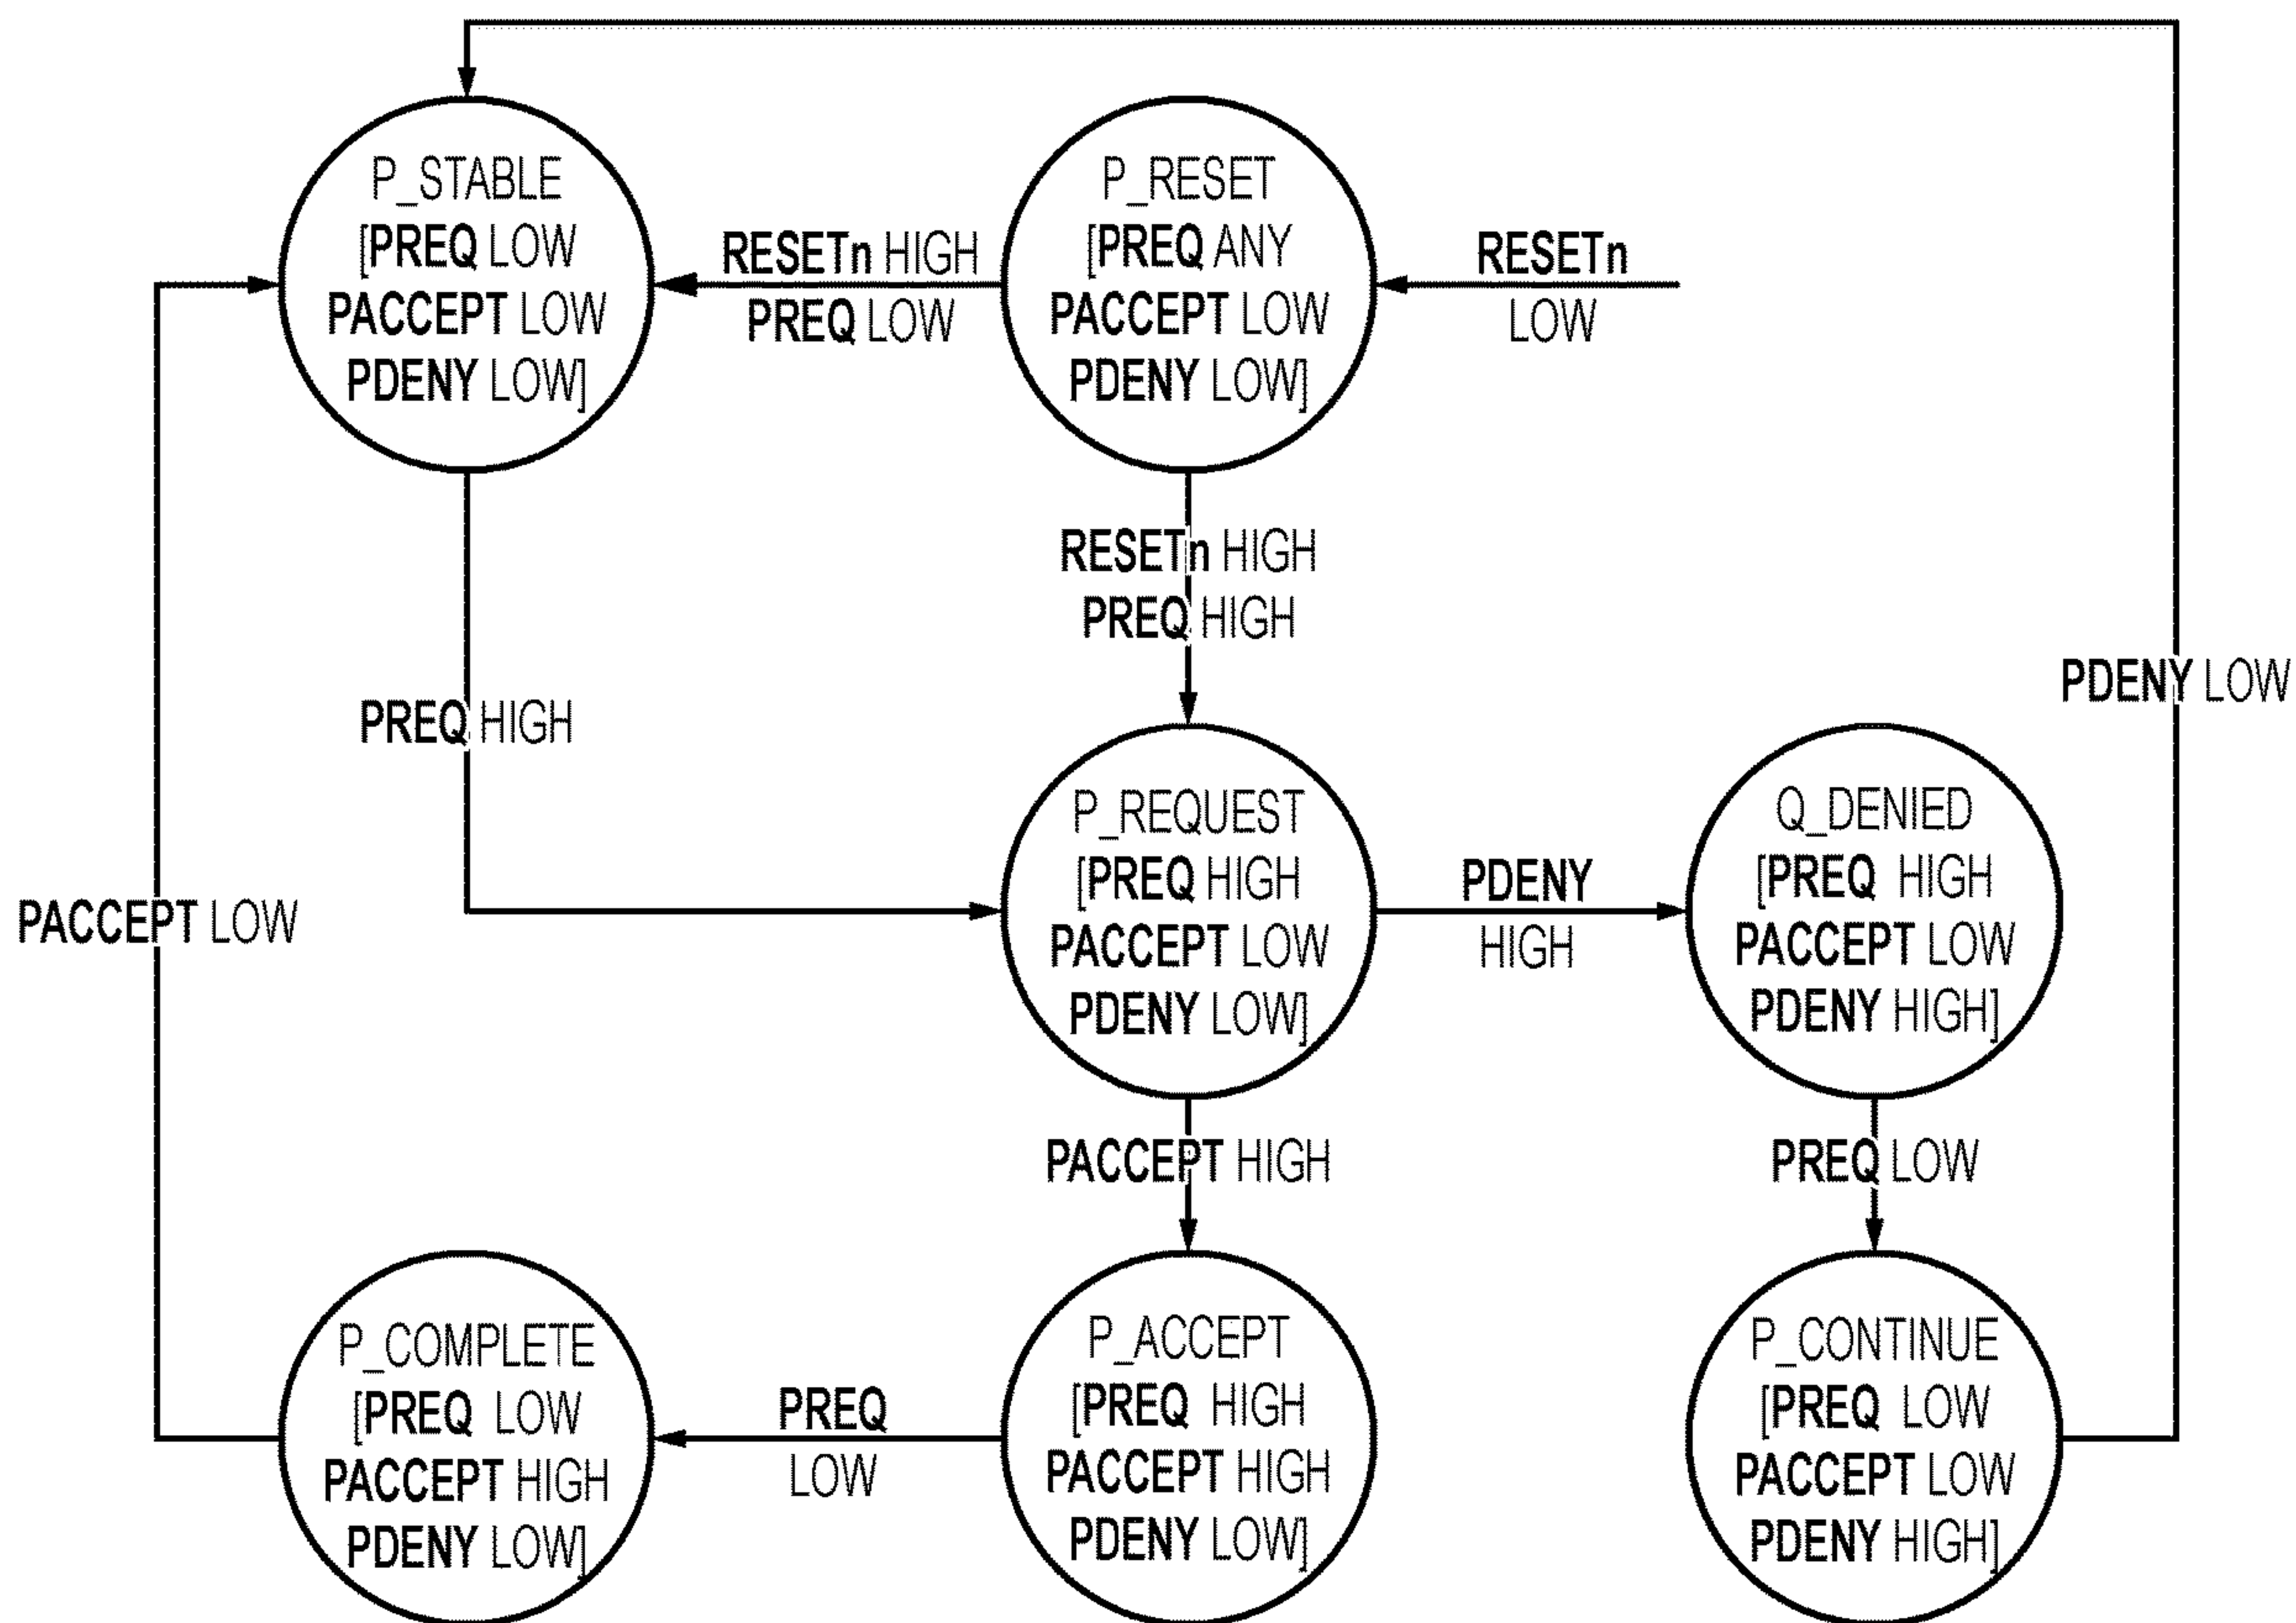 P_STABLE
[PREQ LOW
PACCEPT LOW
PDENY LOW]
RESETn HIGH
PREQ LOW
P_RESET
[PREQ ANY
PACCEPT LOW
PDENY LOW]
RESETn
LOW
RESETn HIGH
PREQ HIGH
PREQ HIGH
PDENY LOW
P_REQUEST
[PREQ HIGH
PACCEPT LOW
PDENY LOW]
PDENY
HIGH
Q_DENIED
[PREQ HIGH
PACCEPT LOW
PDENY HIGH]
PACCEPT LOW
PACCEPT HIGH
PREQ LOW
P_COMPLETE
[PREQ LOW
PACCEPT HIGH
PDENY LOW]
PREQ
LOW
P_ACCEPT
[PREQ HIGH
PACCEPT HIGH
PDENY LOW]
P_CONTINUE
[PREQ LOW
PACCEPT LOW
PDENY HIGH]